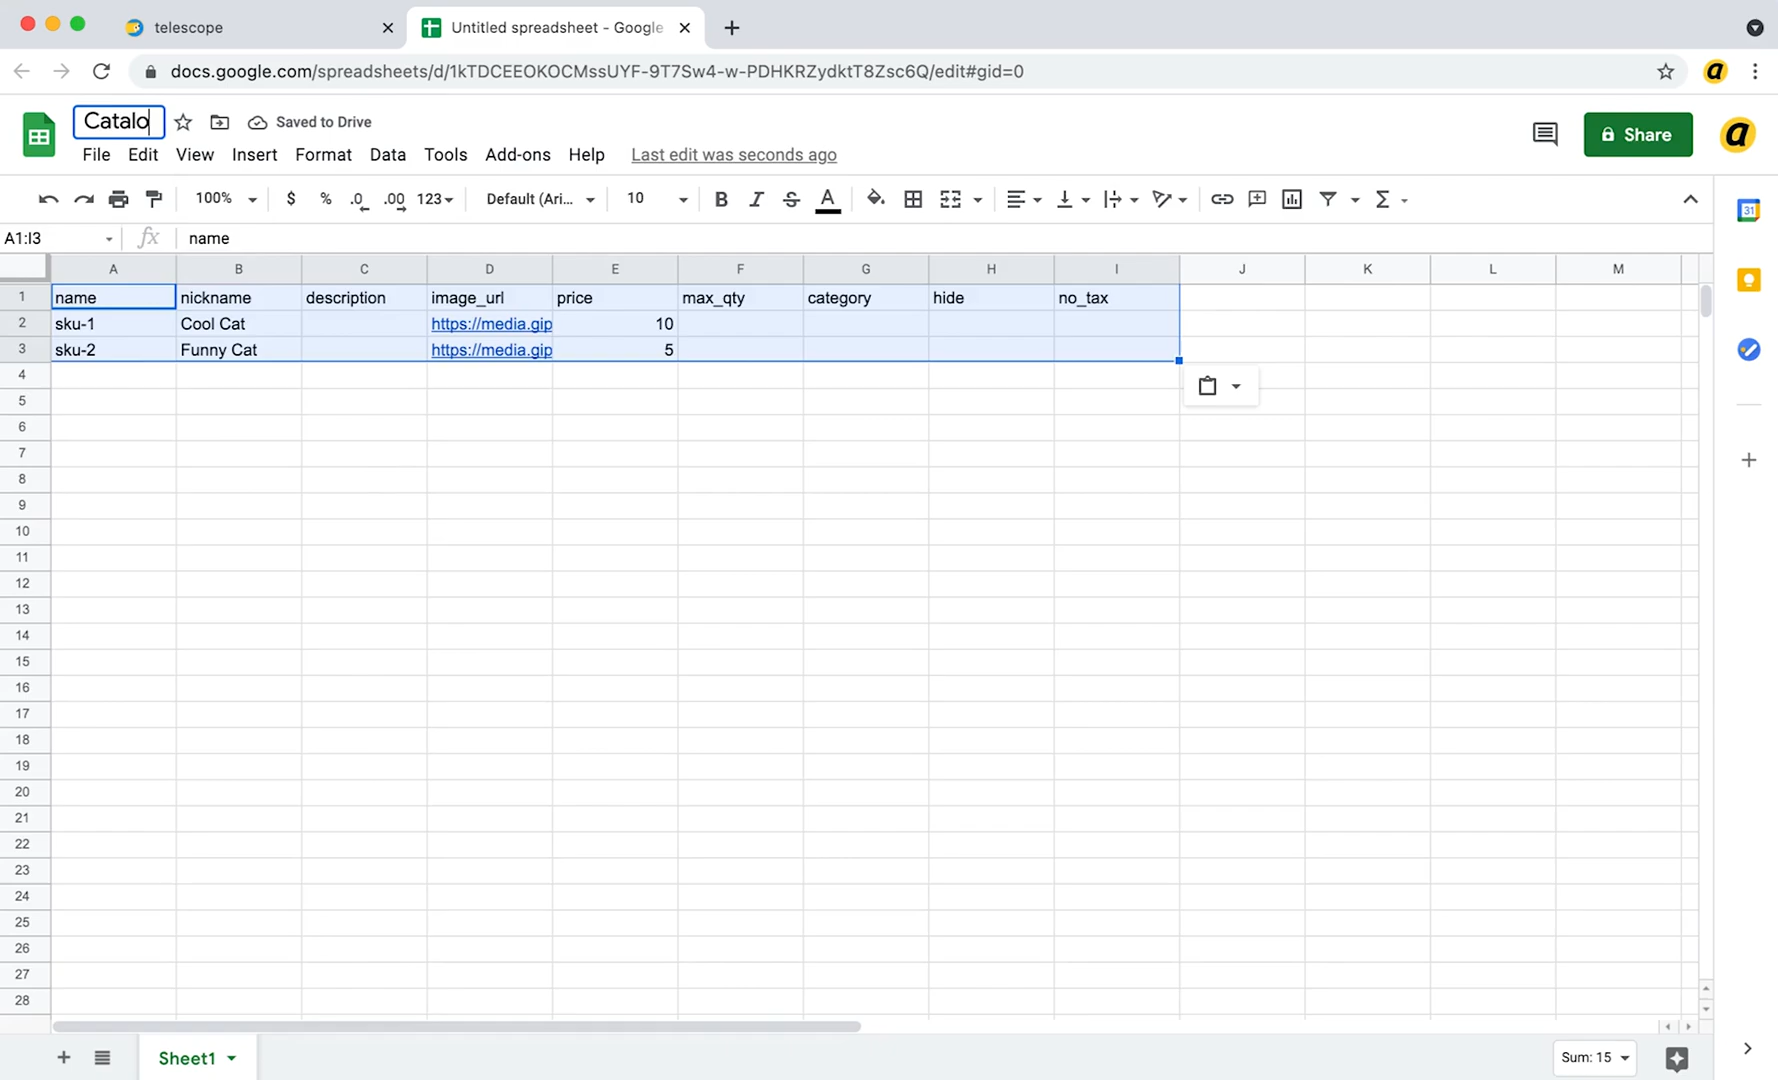 telescope
Untitled spreadsheet - Google
docs.google.com/spreadsheets/d/1kTDCEEOKOCMssUYF-9T7Sw4-w-PDHKRZydktT8Zsc6Q/edit#gid=0
a
Catalo
Saved to Drive
Share
a
File Edit View Insert Format Data Tools Add-ons Help Last edit was seconds ago
100% $ % .0 .00 123 Default (Ari... 10 B I S A Σ
31
A1:I3 fx name
A B C D E F G H I J K L M
1 name nickname description image_url price max_qty category hide no_tax
2 sku-1 Cool Cat https://media.gip 10
3 sku-2 Funny Cat https://media.gip 5
4
5
6
7
8
9
10
11
12
13
14
15
16
17
18
19
20
21
22
23
24
25
26
27
28
Sheet1 Sum: 15